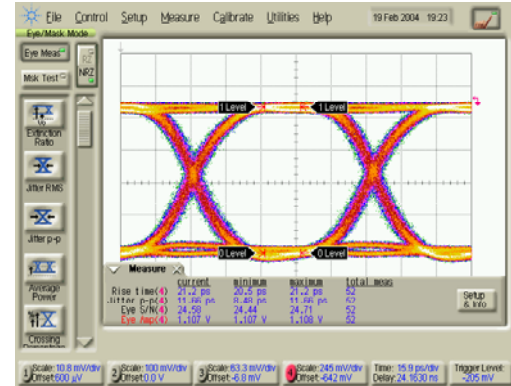 File Control Setup Measure Calibrate Utilities Help 19 Feb 2004 19:23
Eye/Mask Mode
Eye Meas
RZ
NRZ
Msk Test
Extinction
Ratio
Jitter RMS
Jitter p-p
Average
Power
Crossing
1 Level 1 Level
0 Level 0 Level
Measure
current minimum maximum total meas
Rise time(4) 21.2 ps 20.5 ps 21.2 ps 52
Jitter p-p(4) 11.66 ps 8.48 ps 11.66 ps 52
Eye S/N(4) 24.58 24.44 24.71 52
Eye Amp(4) 1.107 V 1.107 V 1.108 V 52
Setup
& Info
1 Scale: 10.8 mV/div 2 Scale: 100 mV/div 3 Scale: 63.3 mV/div 4 Scale: 245 mV/div Time: 15.9 ps/div Trigger Level:
Offset: 600 µV Offset: 0.0 V Offset: -6.8 mV Offset: -642 mV Delay: 24.1630 ns -205 mV